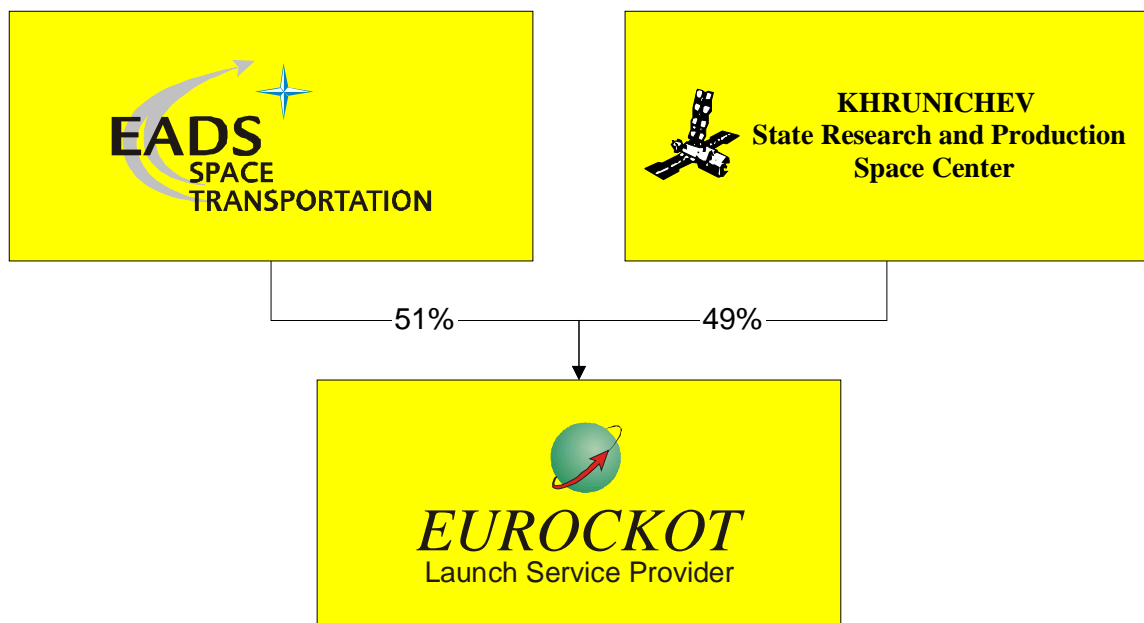 EADS
SPACE
TRANSPORTATION
KHRUNICHEV
State Research and Production
Space Center
51%
49%
EUROCKOT
Launch Service Provider